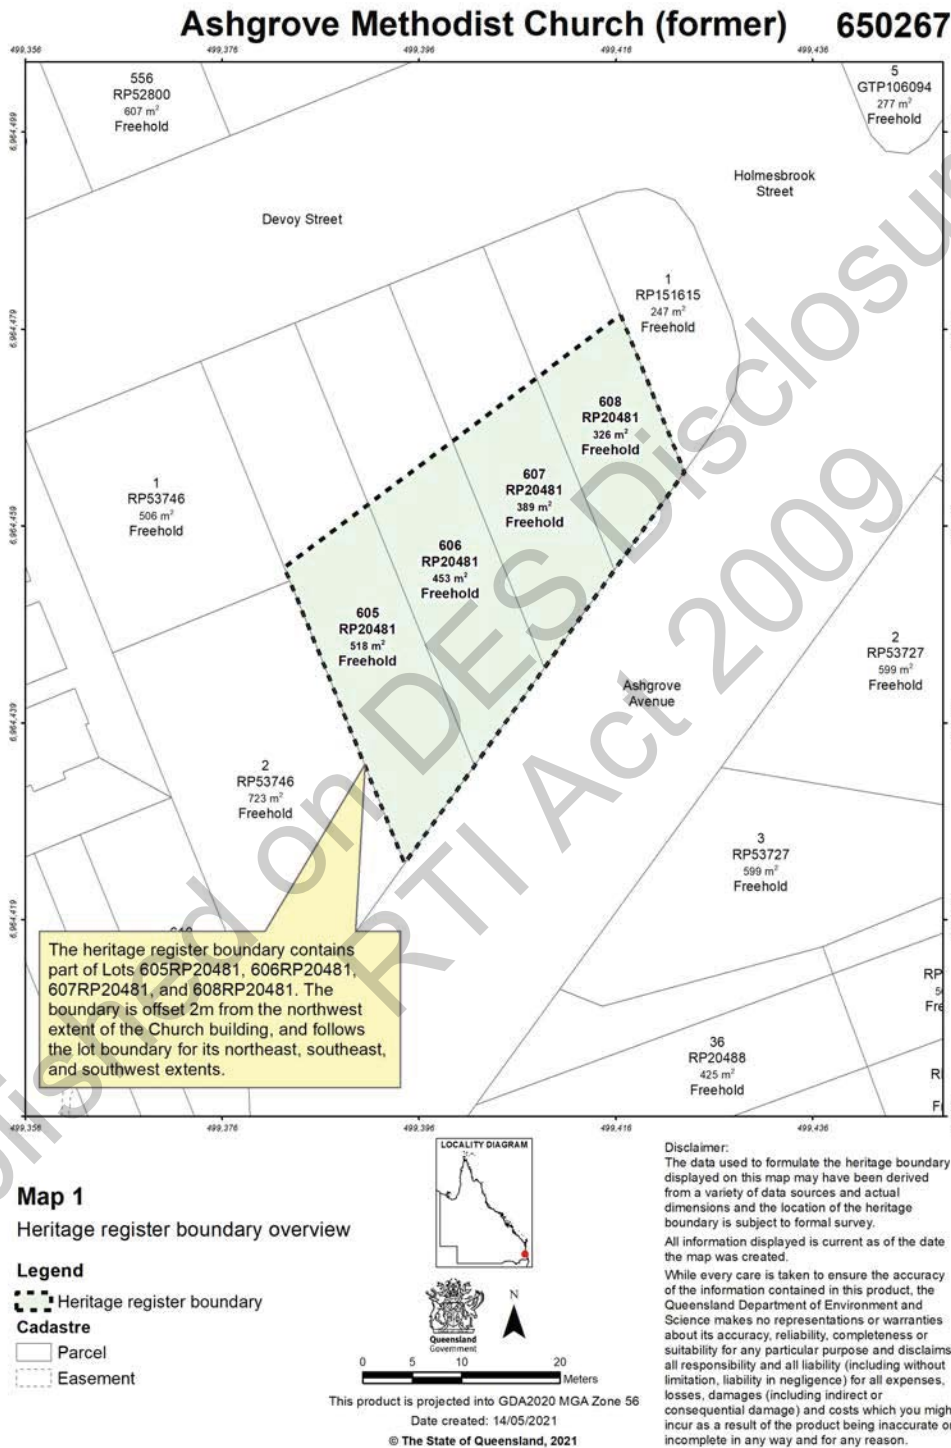 Ashgrove Methodist Church (former) 650267
499,356 499,376 499,396 499,416 499,436
6,964,499
6,964,479
6,964,459
6,964,439
6,964,419
556
RP52800
607 m²
Freehold
5
GTP106094
277 m²
Freehold
Holmesbrook
Street
Devoy Street
1
RP151615
247 m²
Freehold
608
RP20481
326 m²
Freehold
607
RP20481
389 m²
Freehold
1
RP53746
506 m²
Freehold
606
RP20481
453 m²
Freehold
605
RP20481
518 m²
Freehold
2
RP53727
599 m²
Freehold
Ashgrove
Avenue
2
RP53746
723 m²
Freehold
3
RP53727
599 m²
Freehold
The heritage register boundary contains
part of Lots 605RP20481, 606RP20481,
607RP20481, and 608RP20481. The
boundary is offset 2m from the northwest
extent of the Church building, and follows
the lot boundary for its northeast, southeast,
and southwest extents.
RP
Fre
36
RP20488
425 m²
Freehold
499,356 499,376 499,396 499,416 499,436
Published on DES Disclosur
RTI Act 2009
Map 1
Heritage register boundary overview
Legend
Heritage register boundary
Cadastre
Parcel
Easement
LOCALITY DIAGRAM
Queensland
Government
N
0 5 10 20
Meters
This product is projected into GDA2020 MGA Zone 56
Date created: 14/05/2021
© The State of Queensland, 2021
Disclaimer:
The data used to formulate the heritage boundary
displayed on this map may have been derived
from a variety of data sources and actual
dimensions and the location of the heritage
boundary is subject to formal survey.
All information displayed is current as of the date
the map was created.
While every care is taken to ensure the accuracy
of the information contained in this product, the
Queensland Department of Environment and
Science makes no representations or warranties
about its accuracy, reliability, completeness or
suitability for any particular purpose and disclaims
all responsibility and all liability (including without
limitation, liability in negligence) for all expenses,
losses, damages (including indirect or
consequential damage) and costs which you migh
incur as a result of the product being inaccurate or
incomplete in any way and for any reason.